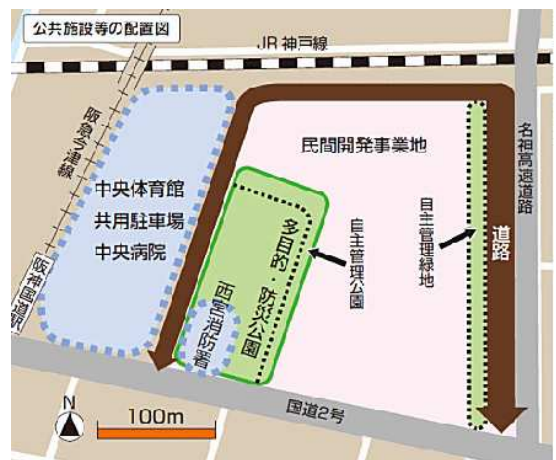 公共施設等の配置図
JR 神戸線
阪急今津線
民間開発事業地
名神高速道路
中央体育館
共用駐車場
中央病院
多目的・防災公園
自主管理公園
自主管理緑地
道路
西宮消防署
阪神国道駅
国道2号
N
100m